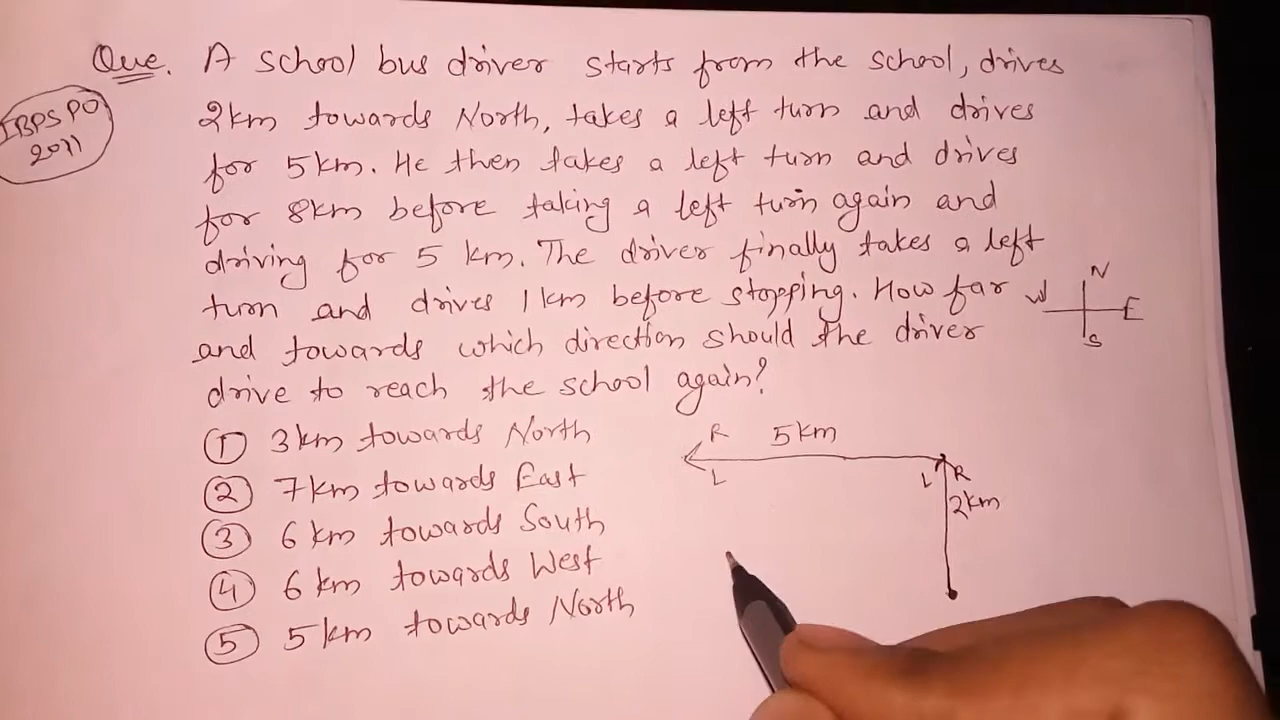 Que. A school bus driver starts from the school, drives
2km towards North, takes a left turn and drives
for 5km. He then takes a left turn and drives
for 8km before taking a left turn again and
driving for 5 km. The driver finally takes a left
turn and drives 1km before stopping. How far
and towards which direction should the driver
drive to reach the school again?
IBPS PO
2011
N
W E
S
① 3km towards North
② 7km towards East
③ 6 km towards South
④ 6 km towards West
⑤ 5 km towards North
R 5km
L L R
2km